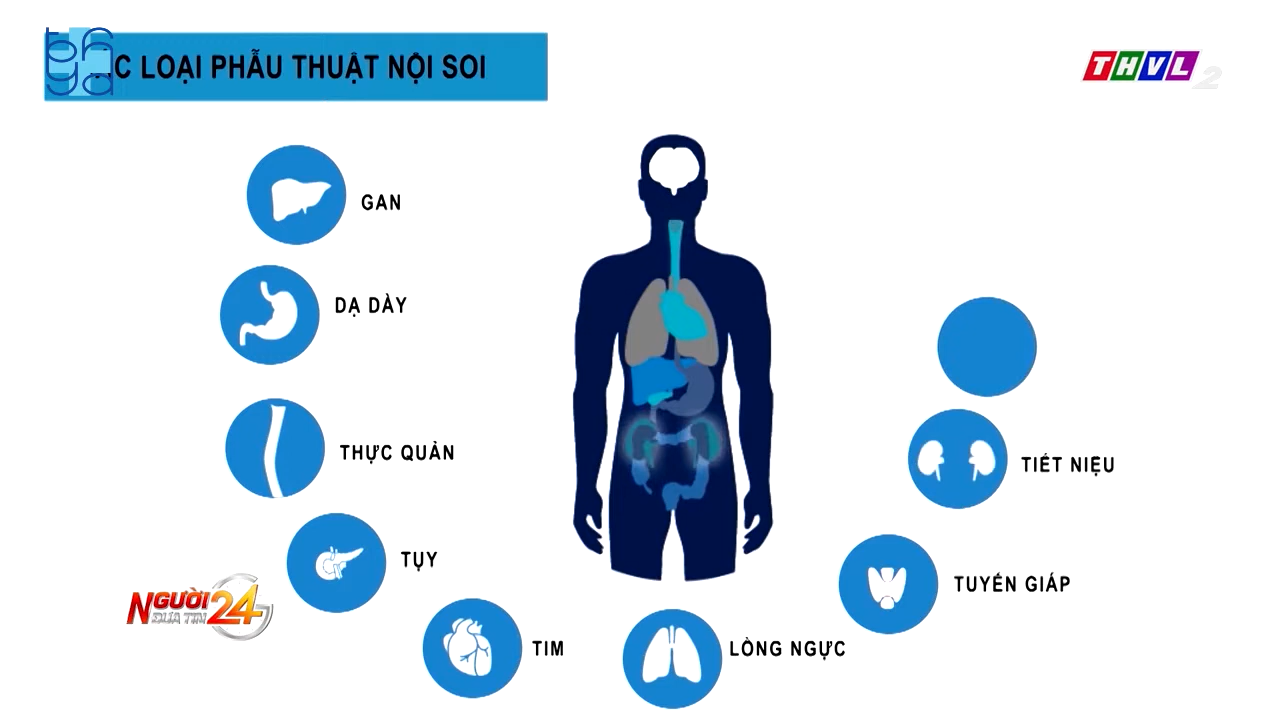 ÁC LOẠI PHẪU THUẬT NỘI SOI
THVL 2
GAN
DẠ DÀY
THỰC QUẢN
TIẾT NIỆU
TỤY
TUYẾN GIÁP
NGƯỜI
ĐƯA TIN
24
TIM
LỒNG NGỰC